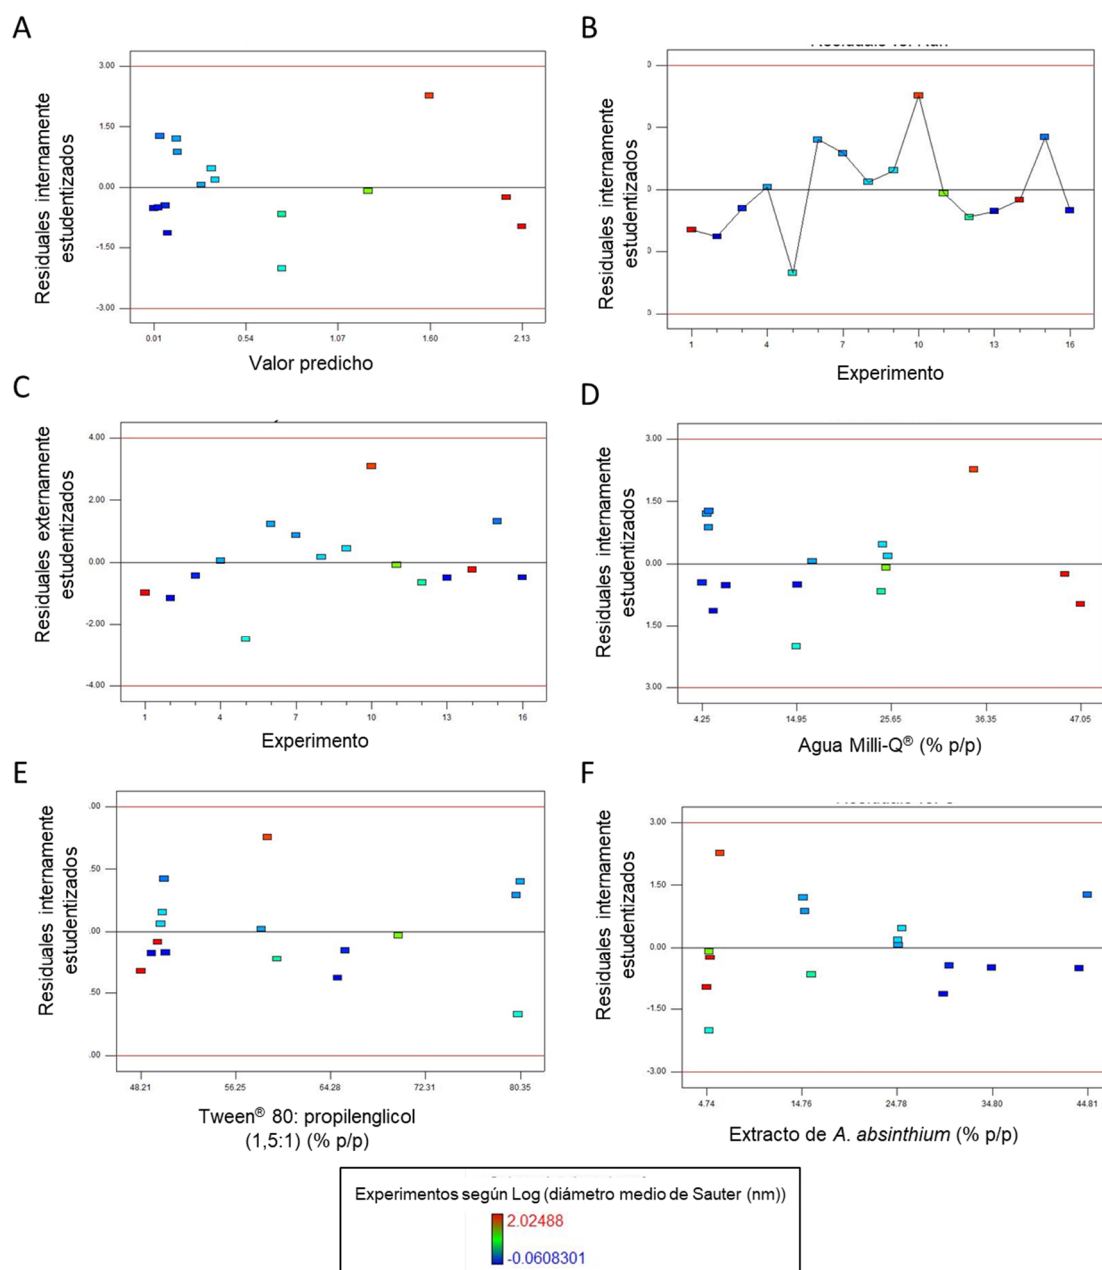 A
Residuales internamente
estudentizados
3.00
1.50
0.00
-1.50
-3.00
0.01
0.54
1.07
1.60
2.13
Valor predicho
B
Residuales internamente
estudentizados
1
4
7
10
13
16
Experimento
C
Residuales externamente
estudentizados
4.00
2.00
0.00
-2.00
-4.00
1
4
7
10
13
16
Experimento
D
Residuales internamente
estudentizados
3.00
1.50
0.00
1.50
3.00
4.25
14.95
25.65
36.35
47.05
Agua Milli-Q® (% p/p)
E
Residuales internamente
estudentizados
.00
.50
.00
.50
.00
48.21
56.25
64.28
72.31
80.35
Tween® 80: propilenglicol
(1,5:1) (% p/p)
F
Residuales internamente
estudentizados
3.00
1.50
0.00
-1.50
-3.00
4.74
14.76
24.78
34.80
44.81
Extracto de A. absinthium (% p/p)
Experimentos según Log (diámetro medio de Sauter (nm))
2.02488
-0.0608301